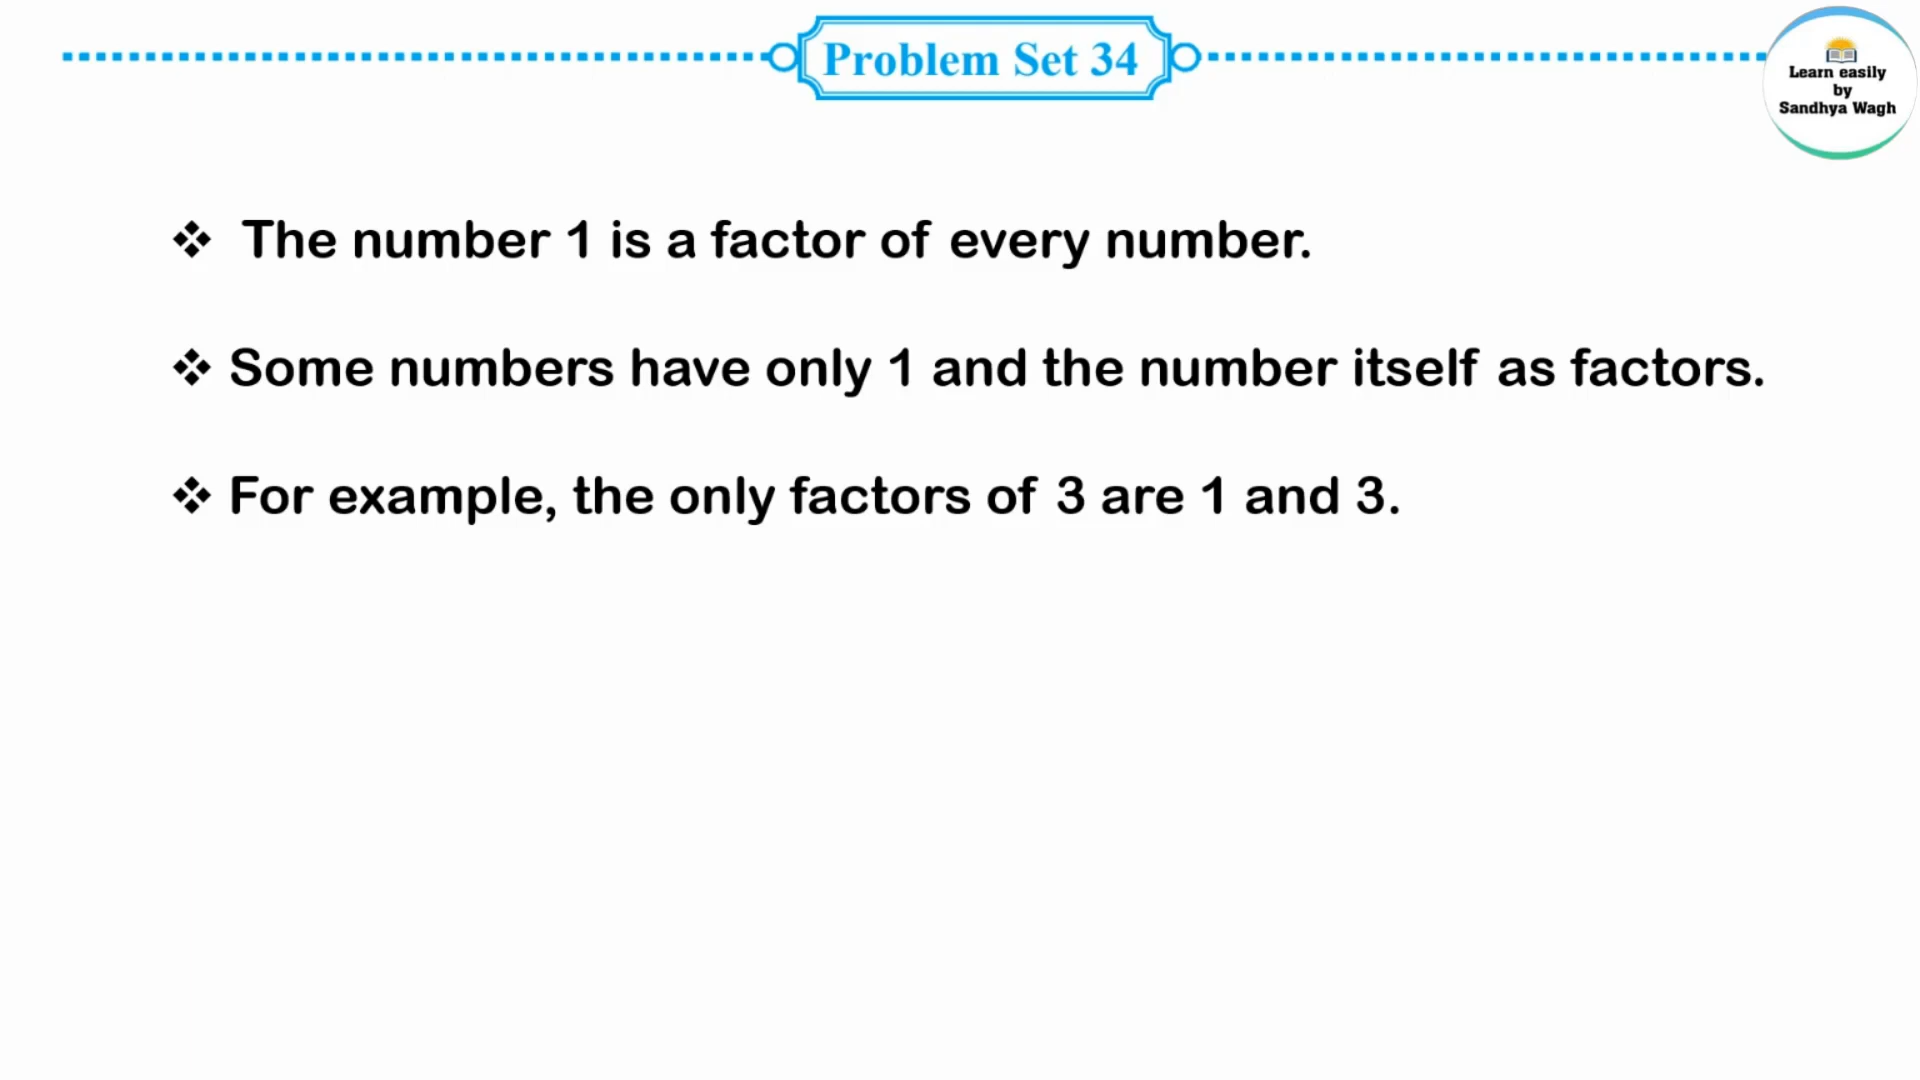 Problem Set 34
Learn easily
by
Sandhya Wagh
❖ The number 1 is a factor of every number.
❖ Some numbers have only 1 and the number itself as factors.
❖ For example, the only factors of 3 are 1 and 3.